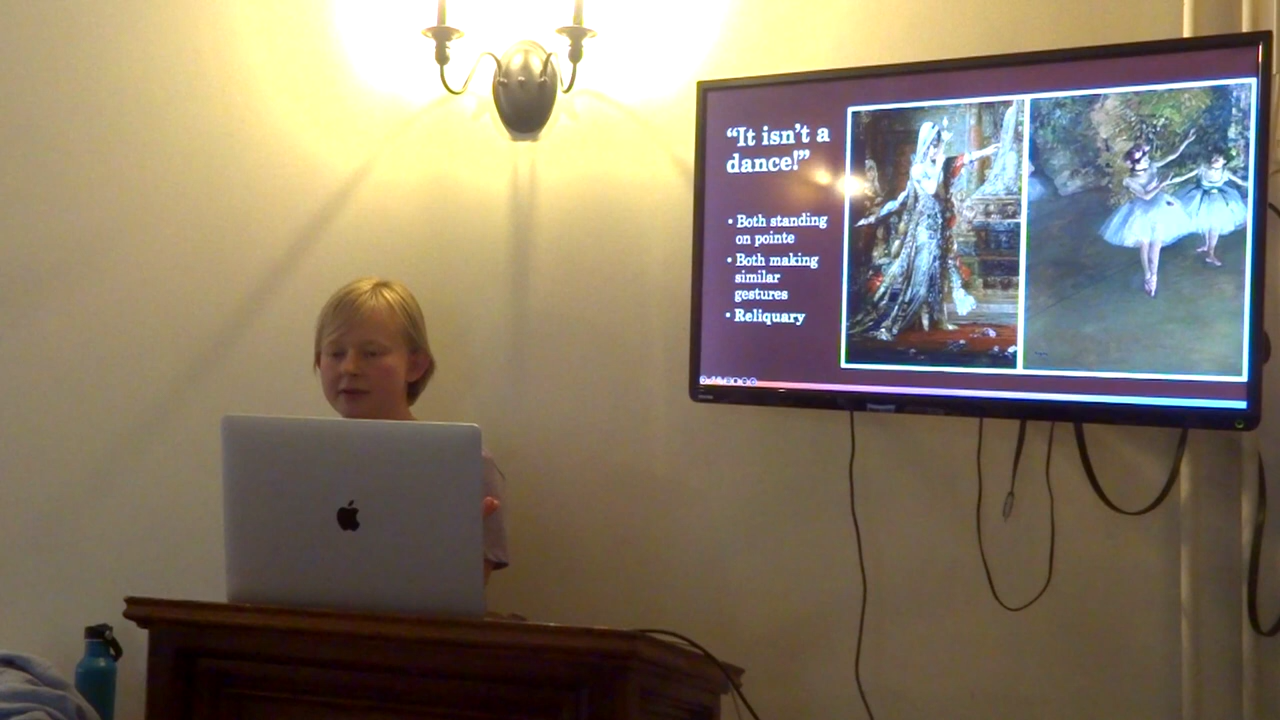 “It isn’t a
dance!”
• Both standing
on pointe
• Both making
similar
gestures
• Reliquary